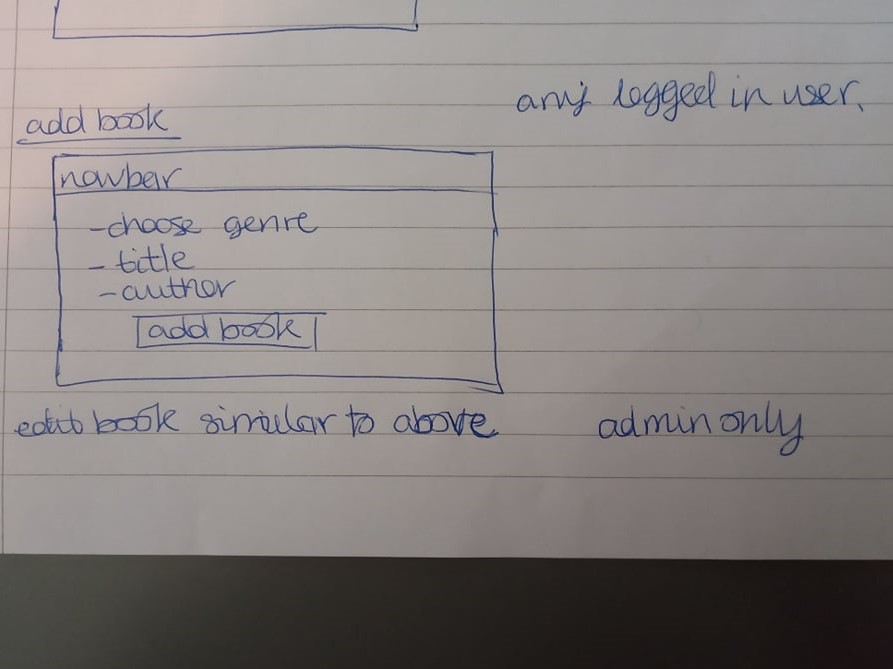 any logged in user.
add book
navbar
- choose genre
- title
- author
add book
edit book similar to above
admin only